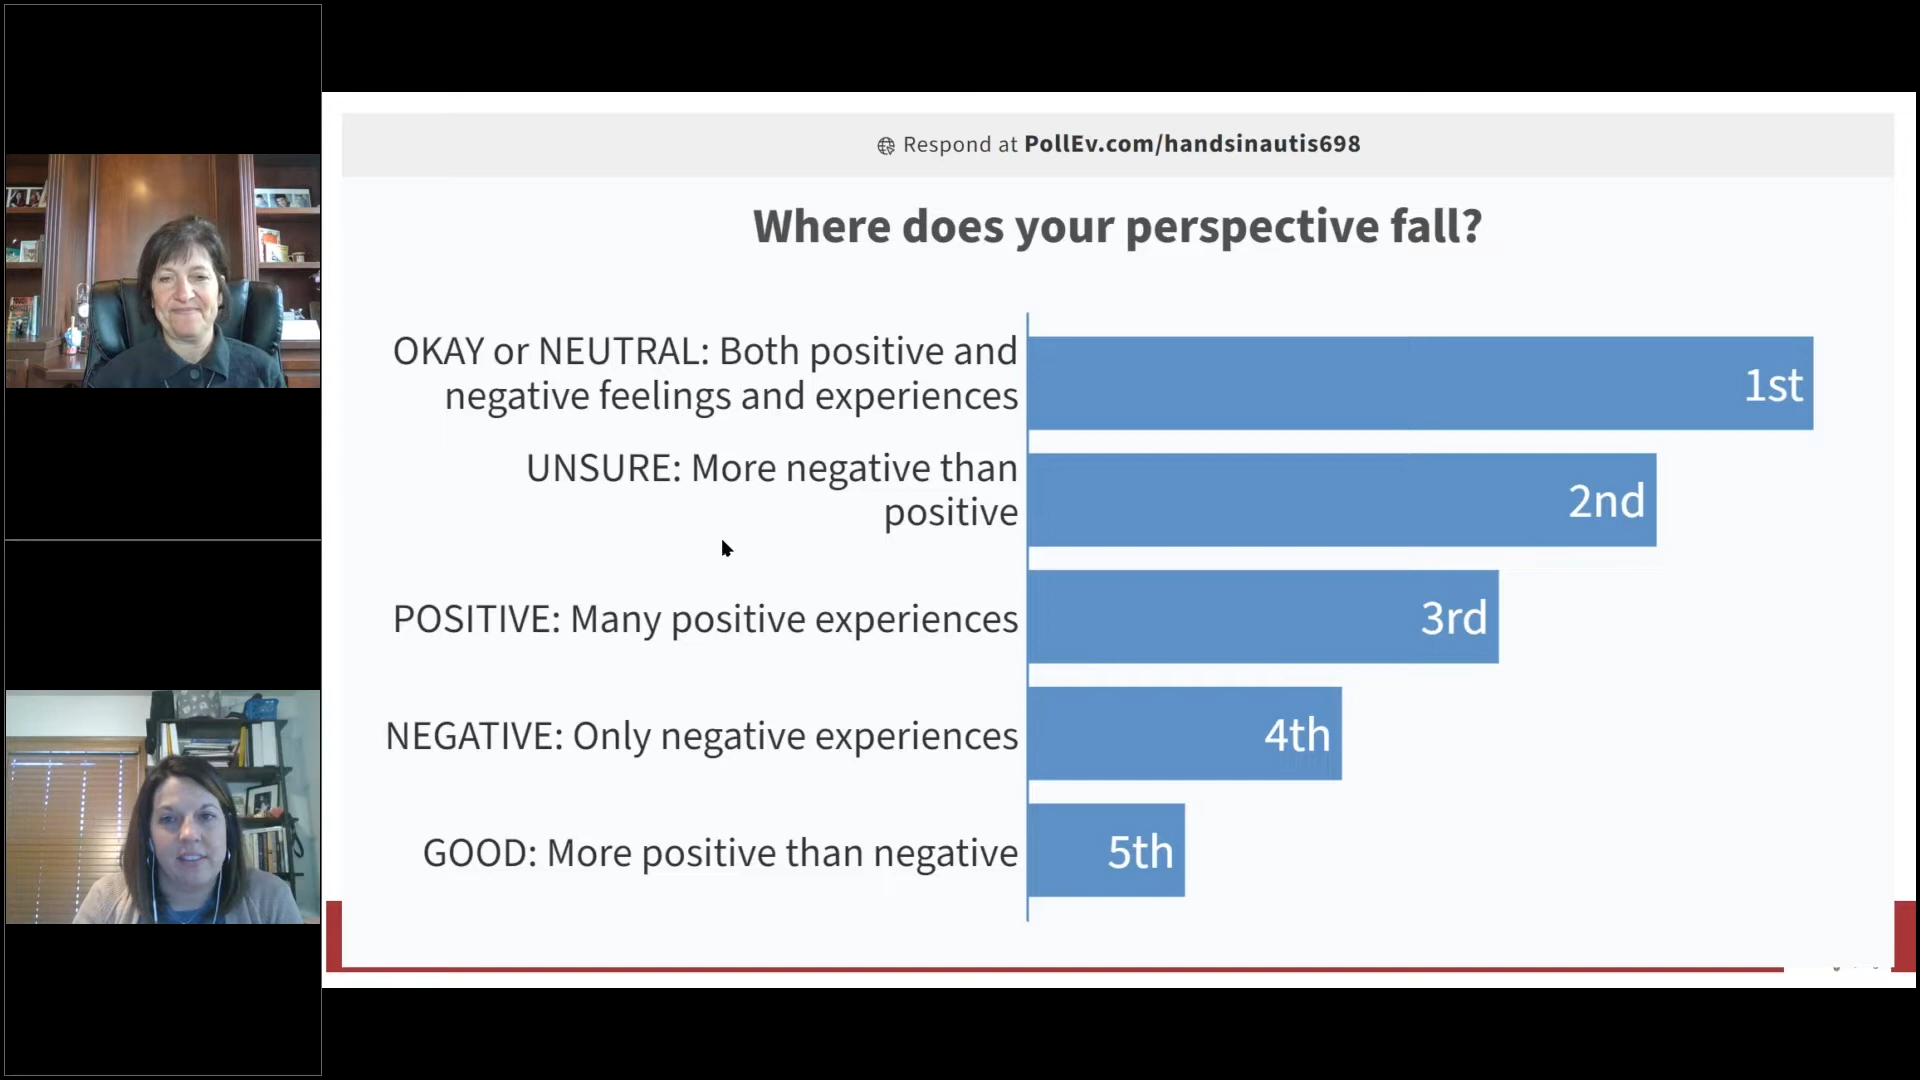 Respond at PollEv.com/handsinautis698
Where does your perspective fall?
OKAY or NEUTRAL: Both positive and
negative feelings and experiences
1st
UNSURE: More negative than
positive
2nd
POSITIVE: Many positive experiences
3rd
NEGATIVE: Only negative experiences
4th
GOOD: More positive than negative
5th